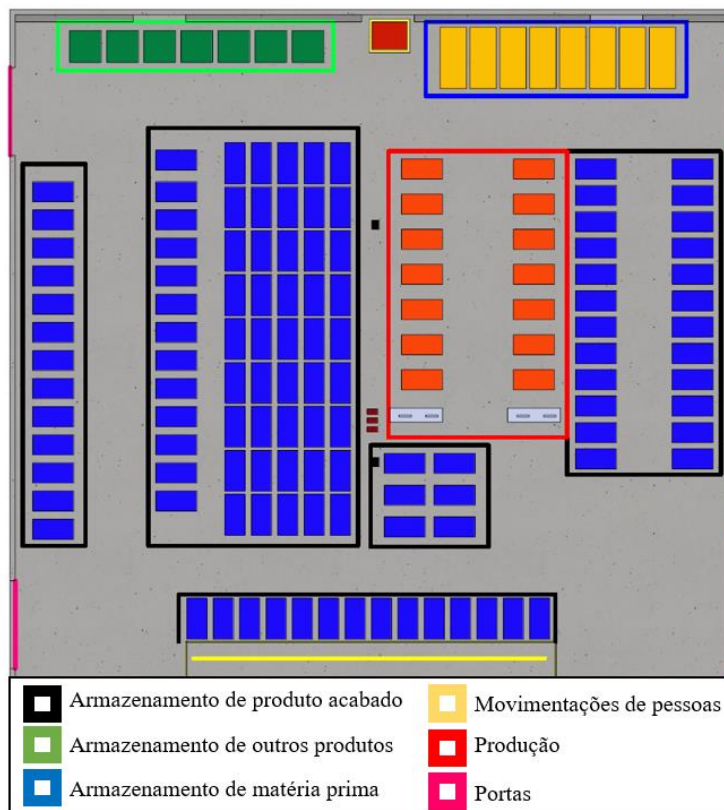 Armazenamento de produto acabado
Movimentações de pessoas
Armazenamento de outros produtos
Produção
Armazenamento de matéria prima
Portas